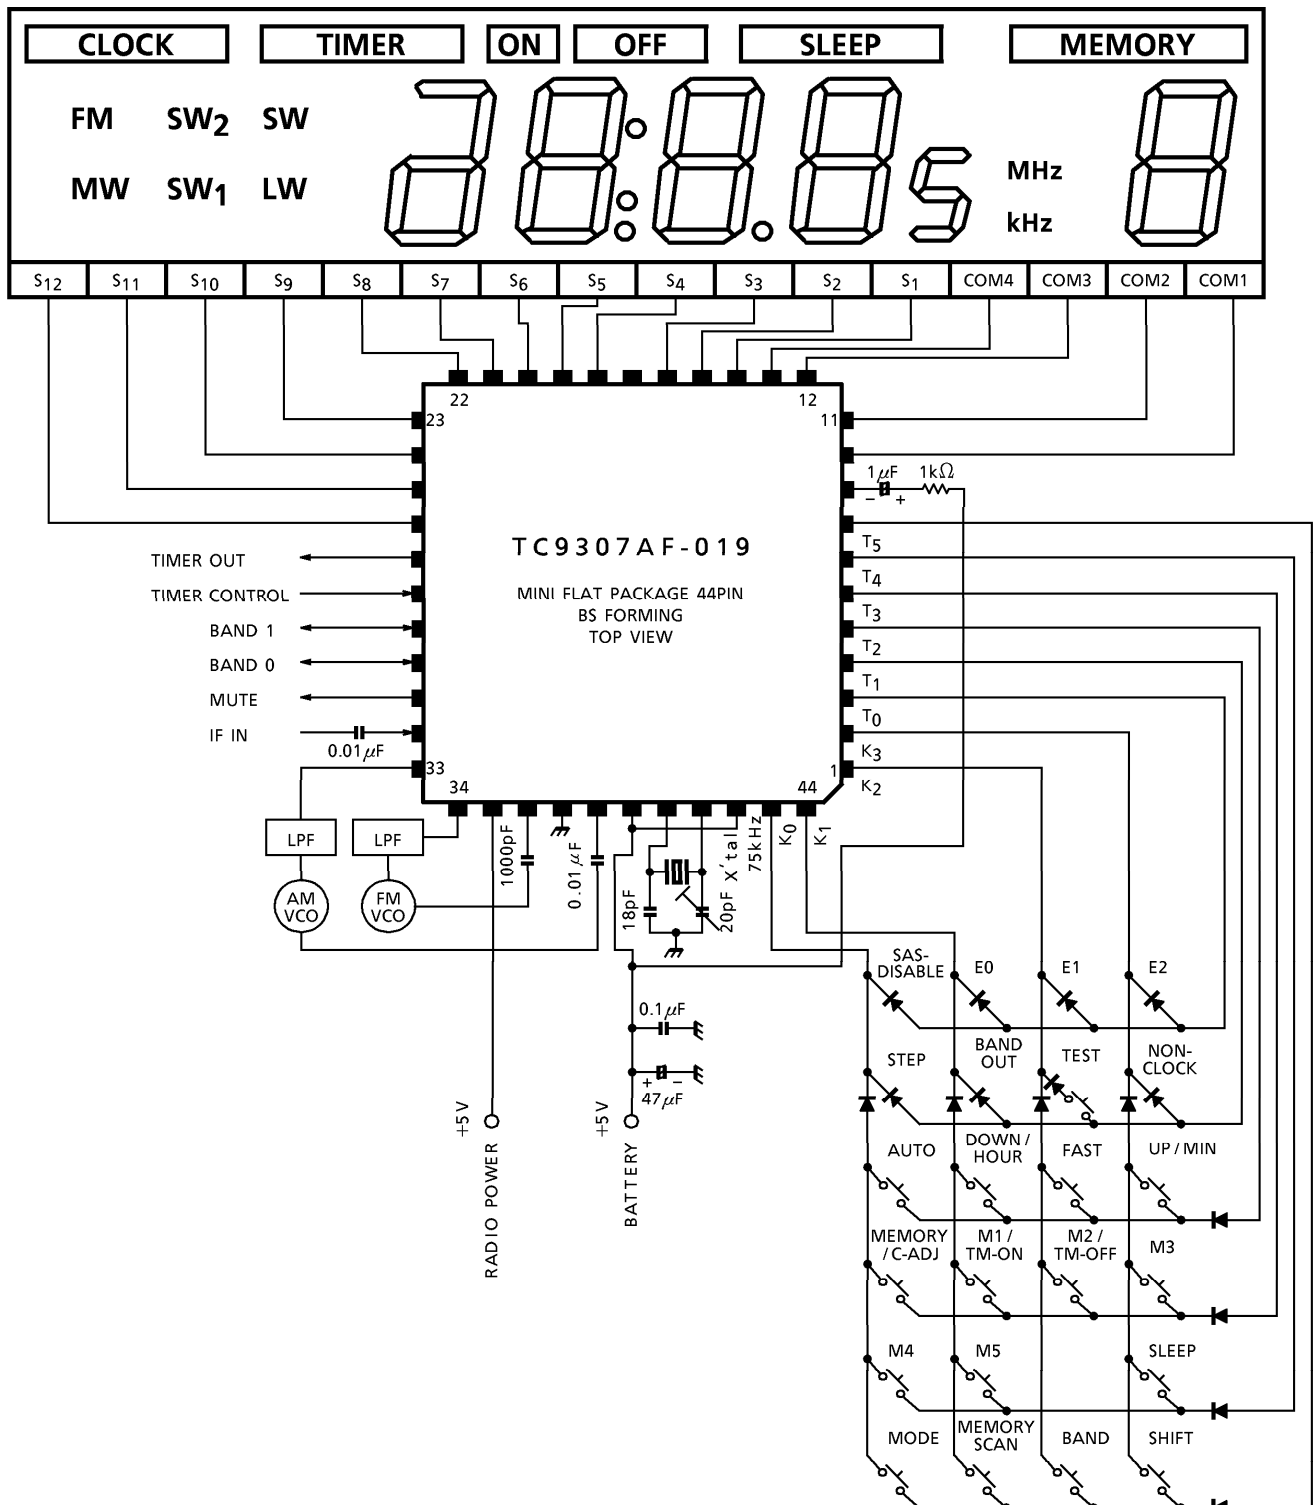 CLOCK TIMER ON OFF SLEEP MEMORY
FM SW2 SW
MW SW1 LW
MHz
kHz
S12 S11 S10 S9 S8 S7 S6 S5 S4 S3 S2 S1 COM4 COM3 COM2 COM1
22 12
23 11
1μF 1kΩ
− +
TC9307AF-019
MINI FLAT PACKAGE 44PIN
BS FORMING
TOP VIEW
TIMER OUT
TIMER CONTROL
BAND 1
BAND 0
MUTE
IF IN
0.01μF
T5
T4
T3
T2
T1
T0
K3
K2
33 1
34 44
LPF LPF
AM
VCO
FM
VCO
1000pF
0.01μF
18pF
20pF
X'tal
75kHz
K0
K1
0.1μF
+ −
47μF
+5V
RADIO POWER
+5V
BATTERY
SAS-
DISABLE
E0 E1 E2
STEP
BAND
OUT
TEST
NON-
CLOCK
AUTO
DOWN/
HOUR
FAST
UP/MIN
MEMORY
/C-ADJ
M1/
TM-ON
M2/
TM-OFF
M3
M4 M5 SLEEP
MODE
MEMORY
SCAN
BAND
SHIFT